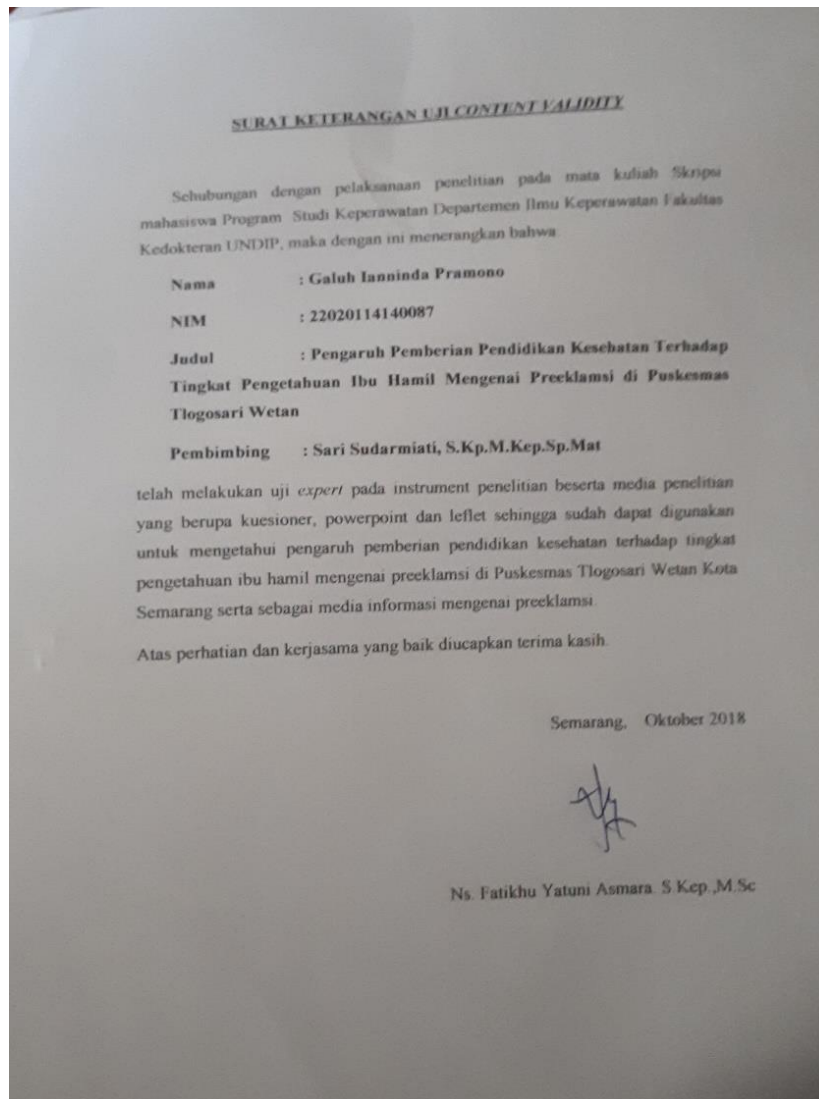 SURAT KETERANGAN UJI CONTENT VALIDITY
Sehubungan dengan pelaksanaan penelitian pada mata kuliah Skripsi
mahasiswa Program Studi Keperawatan Departemen Ilmu Keperawatan Fakultas
Kedokteran UNDIP, maka dengan ini menerangkan bahwa
Nama : Galuh Ianninda Pramono
NIM : 22020114140087
Judul : Pengaruh Pemberian Pendidikan Kesehatan Terhadap
Tingkat Pengetahuan Ibu Hamil Mengenai Preeklamsi di Puskesmas
Tlogosari Wetan
Pembimbing : Sari Sudarmiati, S.Kp.M.Kep.Sp.Mat
telah melakukan uji expert pada instrument penelitian beserta media penelitian
yang berupa kuesioner, powerpoint dan leflet sehingga sudah dapat digunakan
untuk mengetahui pengaruh pemberian pendidikan kesehatan terhadap tingkat
pengetahuan ibu hamil mengenai preeklamsi di Puskesmas Tlogosari Wetan Kota
Semarang serta sebagai media informasi mengenai preeklamsi.
Atas perhatian dan kerjasama yang baik diucapkan terima kasih.
Semarang, Oktober 2018
Ns. Fatikhu Yatuni Asmara. S.Kep.,M.Sc